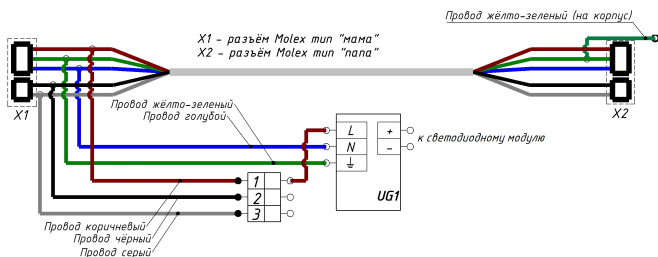 Провод жёлто-зеленый (на корпус)
X1 - разъём Molex тип "мама"
X2 - разъём Molex тип "папа"
X1
X2
Провод жёлто-зеленый
Провод голубой
L
N
+
-
к светодиодному модулю
UG1
1
2
3
Провод коричневый
Провод чёрный
Провод серый